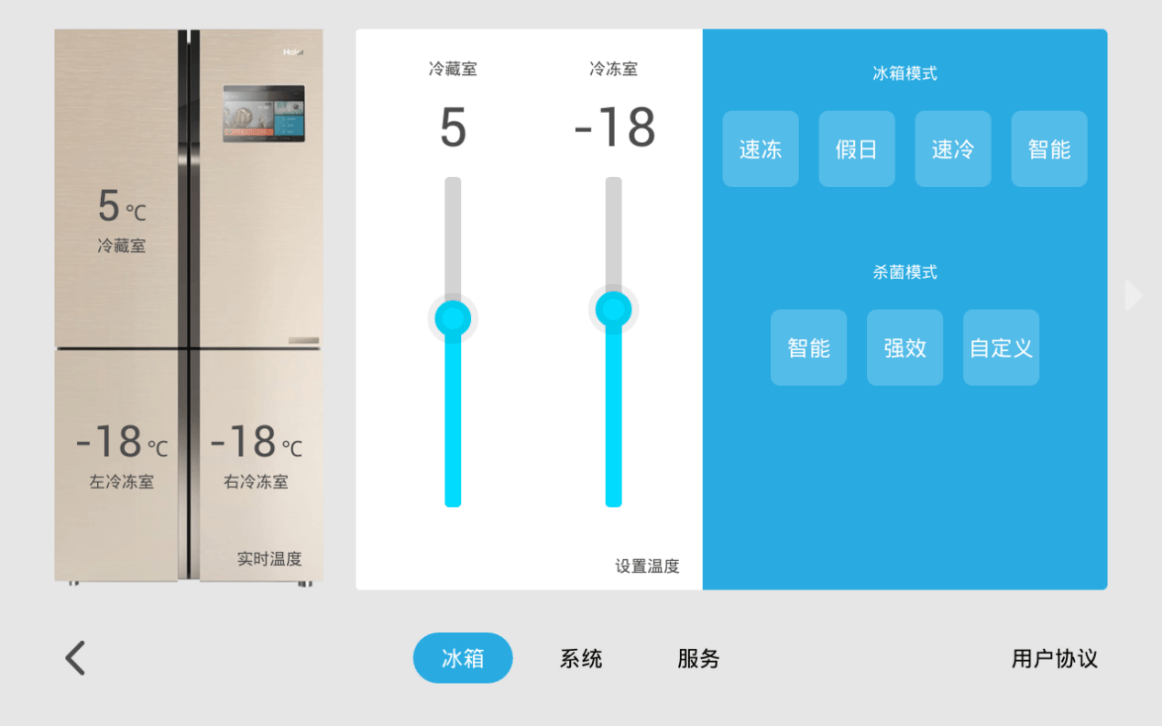 Haier
5 ℃
冷藏室
-18 ℃
左冷冻室
-18 ℃
右冷冻室
实时温度
冷藏室
冷冻室
5
-18
设置温度
冰箱模式
速冻
假日
速冷
智能
杀菌模式
智能
强效
自定义
冰箱
系统
服务
用户协议